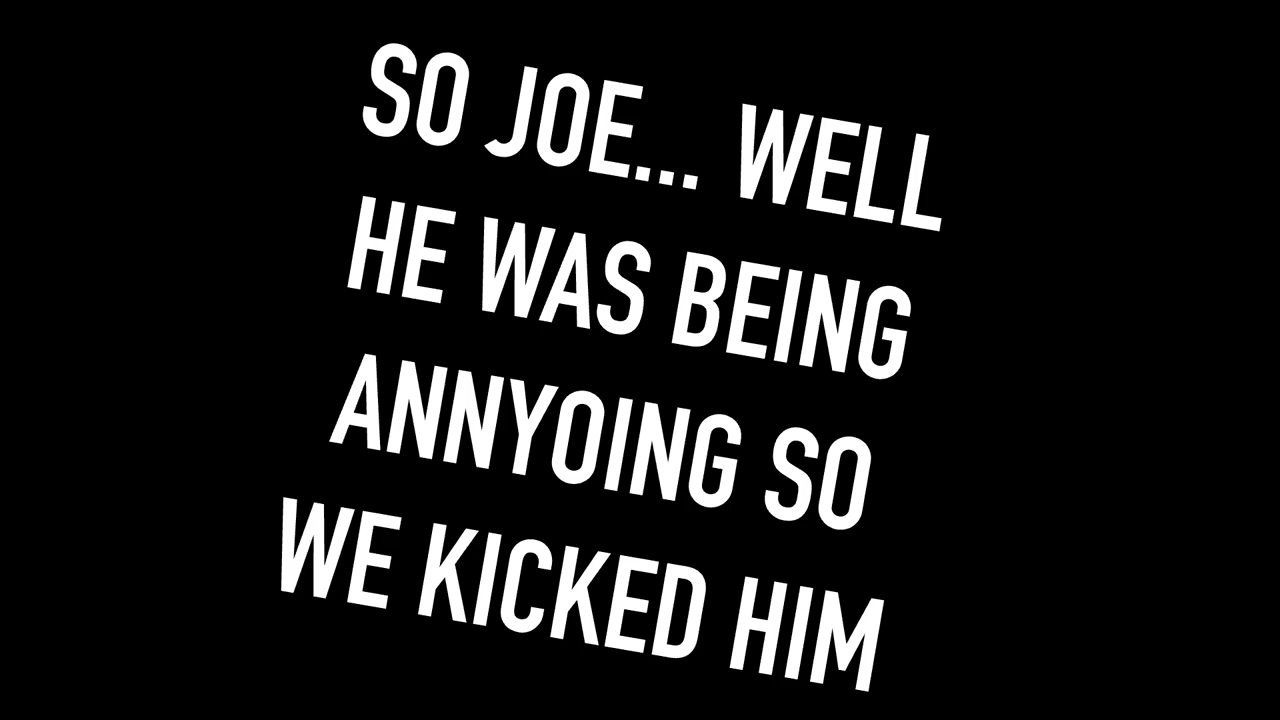 SO JOE... WELL
HE WAS BEING
ANNYOING SO
WE KICKED HIM